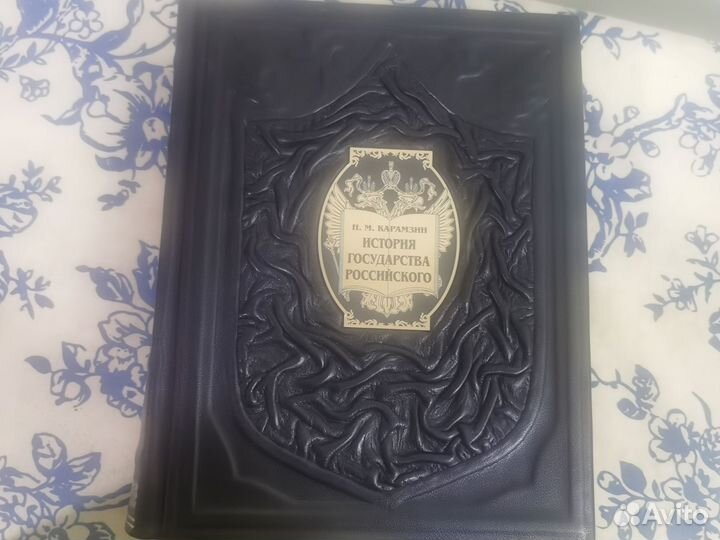 Н. М. КАРАМЗИН
ИСТОРИЯ
ГОСУДАРСТВА
РОССИЙСКОГО
Avito